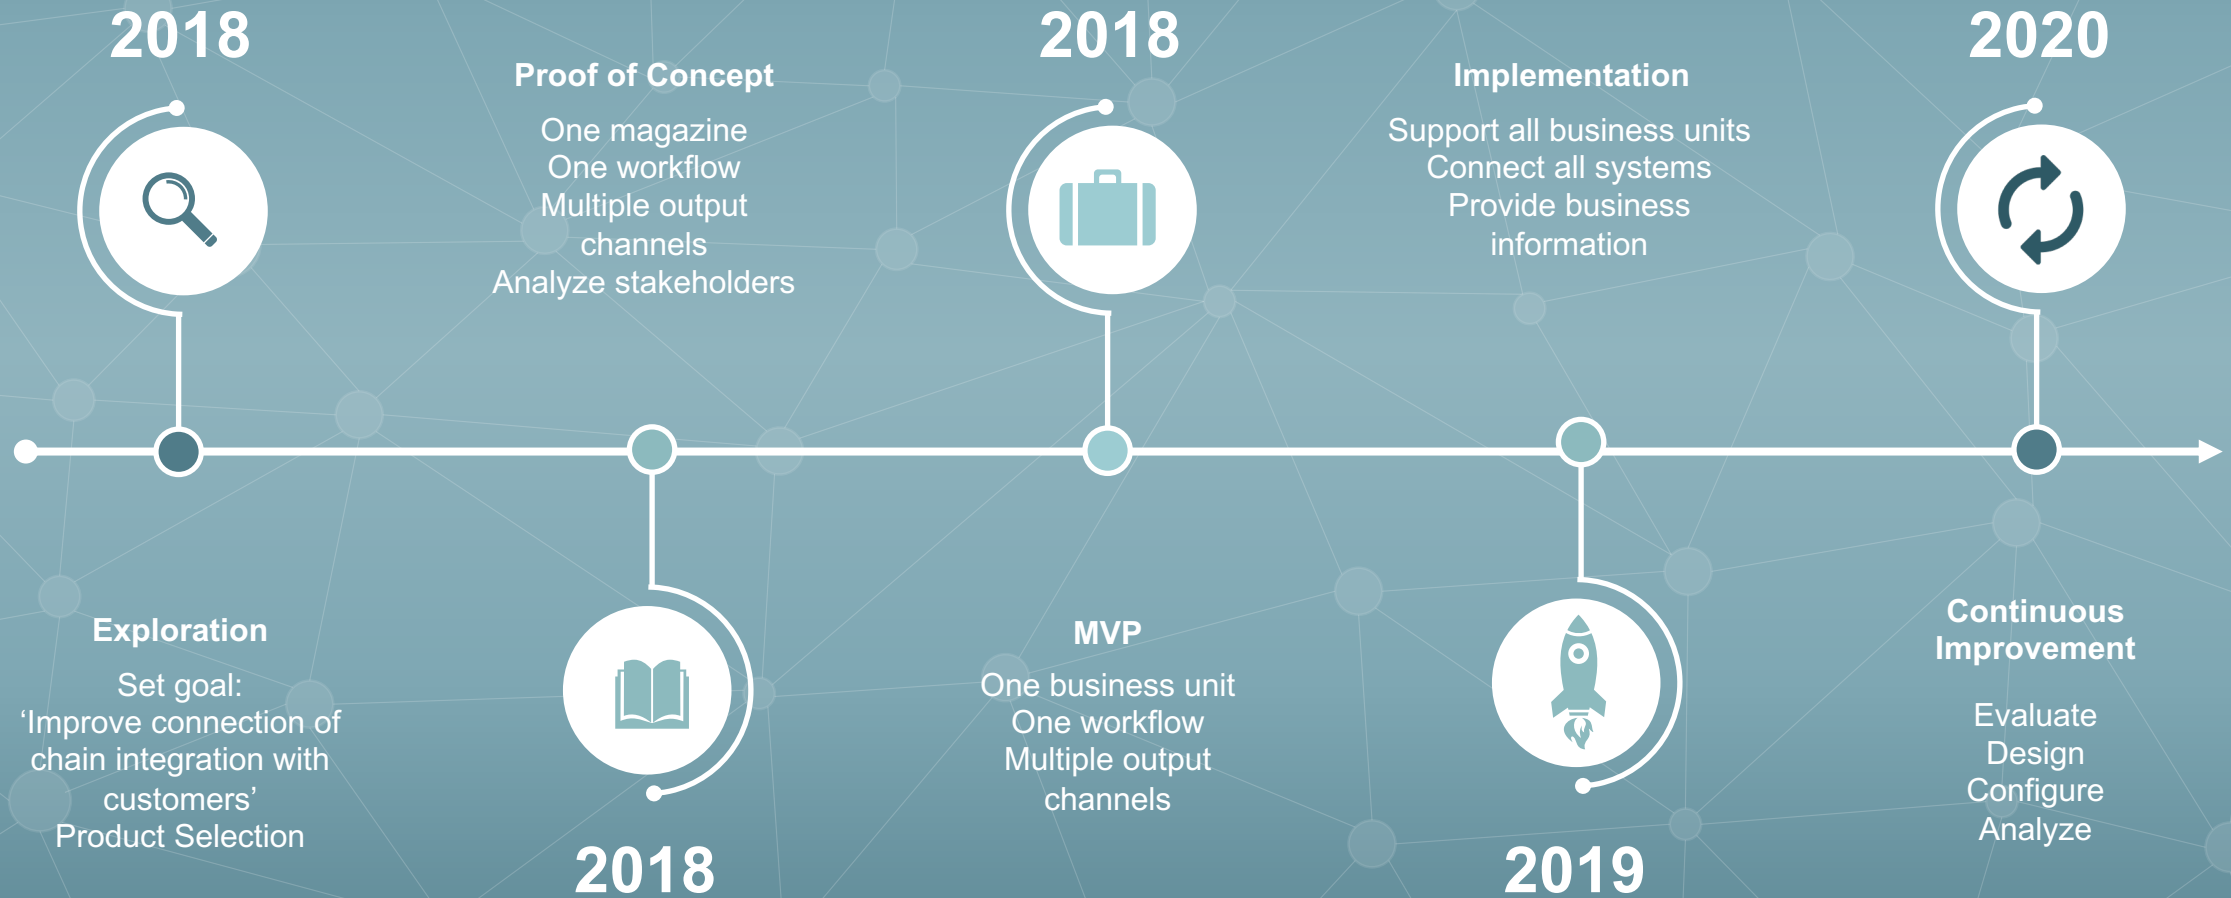 2018
Exploration
Set goal:
‘Improve connection of
chain integration with
customers’
Product Selection
Proof of Concept
One magazine
One workflow
Multiple output
channels
Analyze stakeholders
2018
2018
MVP
One business unit
One workflow
Multiple output
channels
Implementation
Support all business units
Connect all systems
Provide business
information
2019
2020
Continuous
Improvement
Evaluate
Design
Configure
Analyze